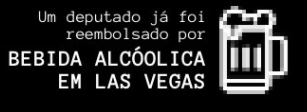 Um deputado já foi
reembolsado por
BEBIDA ALCÓOLICA
EM LAS VEGAS